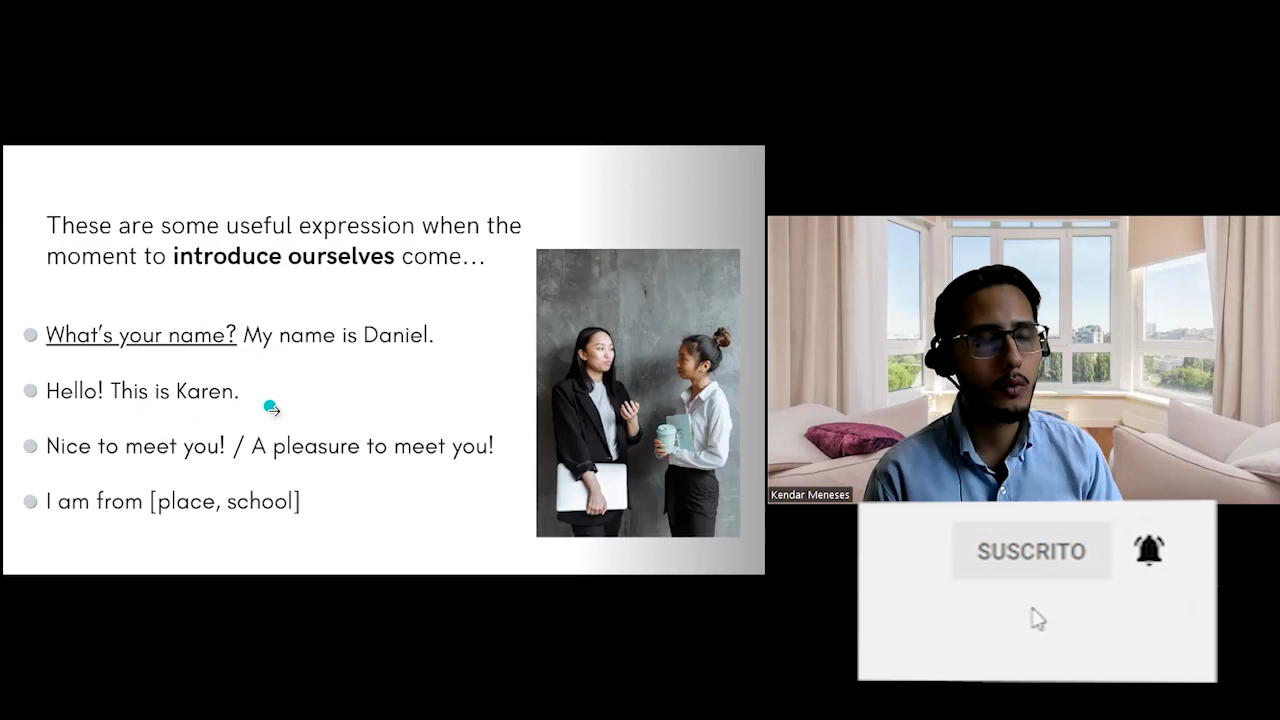 These are some useful expression when the
moment to introduce ourselves come...
What's your name? My name is Daniel.
Hello! This is Karen.
Nice to meet you! / A pleasure to meet you!
I am from [place, school]
Kendar Meneses
SUSCRITO